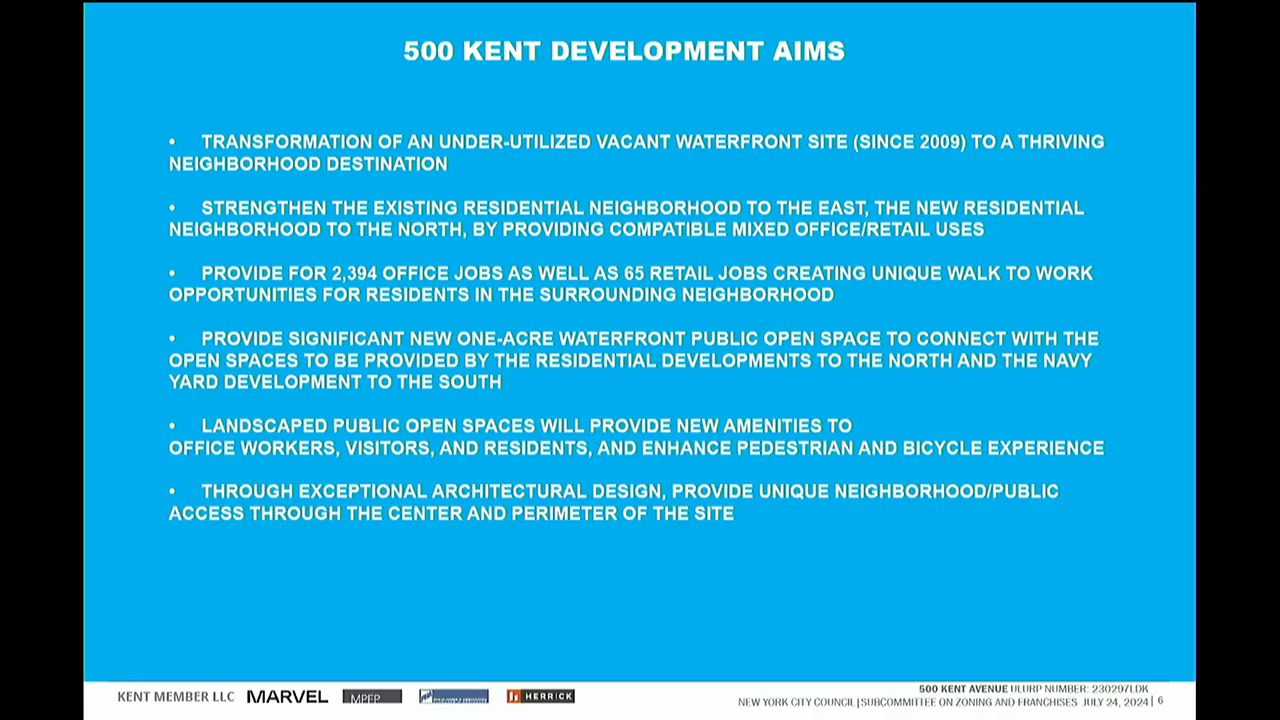 500 KENT DEVELOPMENT AIMS
• TRANSFORMATION OF AN UNDER-UTILIZED VACANT WATERFRONT SITE (SINCE 2009) TO A THRIVING
NEIGHBORHOOD DESTINATION
• STRENGTHEN THE EXISTING RESIDENTIAL NEIGHBORHOOD TO THE EAST, THE NEW RESIDENTIAL
NEIGHBORHOOD TO THE NORTH, BY PROVIDING COMPATIBLE MIXED OFFICE/RETAIL USES
• PROVIDE FOR 2,394 OFFICE JOBS AS WELL AS 65 RETAIL JOBS CREATING UNIQUE WALK TO WORK
OPPORTUNITIES FOR RESIDENTS IN THE SURROUNDING NEIGHBORHOOD
• PROVIDE SIGNIFICANT NEW ONE-ACRE WATERFRONT PUBLIC OPEN SPACE TO CONNECT WITH THE
OPEN SPACES TO BE PROVIDED BY THE RESIDENTIAL DEVELOPMENTS TO THE NORTH AND THE NAVY
YARD DEVELOPMENT TO THE SOUTH
• LANDSCAPED PUBLIC OPEN SPACES WILL PROVIDE NEW AMENITIES TO
OFFICE WORKERS, VISITORS, AND RESIDENTS, AND ENHANCE PEDESTRIAN AND BICYCLE EXPERIENCE
• THROUGH EXCEPTIONAL ARCHITECTURAL DESIGN, PROVIDE UNIQUE NEIGHBORHOOD/PUBLIC
ACCESS THROUGH THE CENTER AND PERIMETER OF THE SITE
KENT MEMBER LLC MARVEL MPFP HERRICK
500 KENT AVENUE ULURP NUMBER: 230297LDK
NEW YORK CITY COUNCIL | SUBCOMMITTEE ON ZONING AND FRANCHISES JULY 24, 2024 | 6